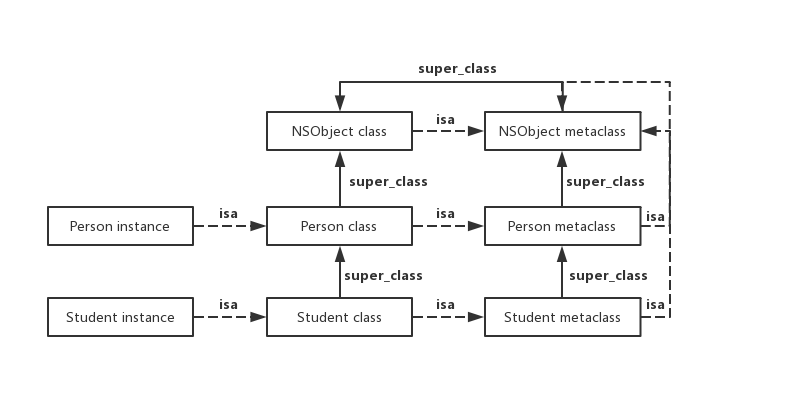 super_class
NSObject class
isa
NSObject metaclass
super_class
super_class
Person instance
isa
Person class
isa
Person metaclass
isa
super_class
super_class
Student instance
isa
Student class
isa
Student metaclass
isa